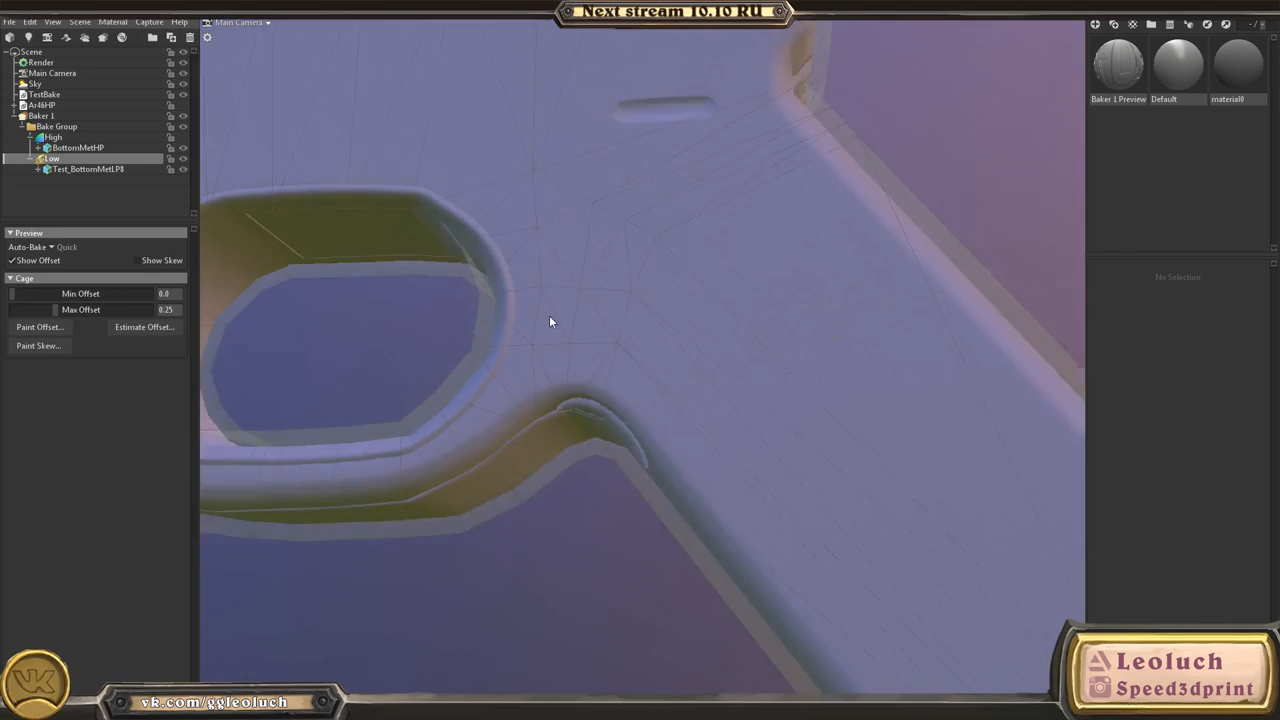 Next stream 10.10 RU
File Edit View Scene Material Capture Help
Main Camera
Scene
Render
Main Camera
Sky
TestBake
Ar46HP
Baker 1
Bake Group
High
BottomMetHP
Low
Test_BottomMetLP8
Preview
Auto-Bake Quick
Show Offset Show Skew
Cage
Min Offset 0.0
Max Offset 0.25
Paint Offset... Estimate Offset...
Paint Skew...
Baker 1 Preview Default material0
No Selection
vk.com/ggleoluch
Leoluch
Speed3dprint